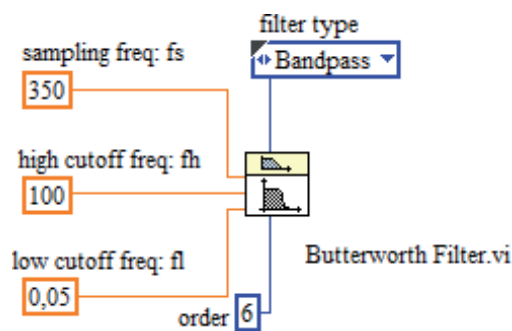 filter type
Bandpass
sampling freq: fs
350
high cutoff freq: fh
100
Butterworth Filter.vi
low cutoff freq: fl
0,05
order 6